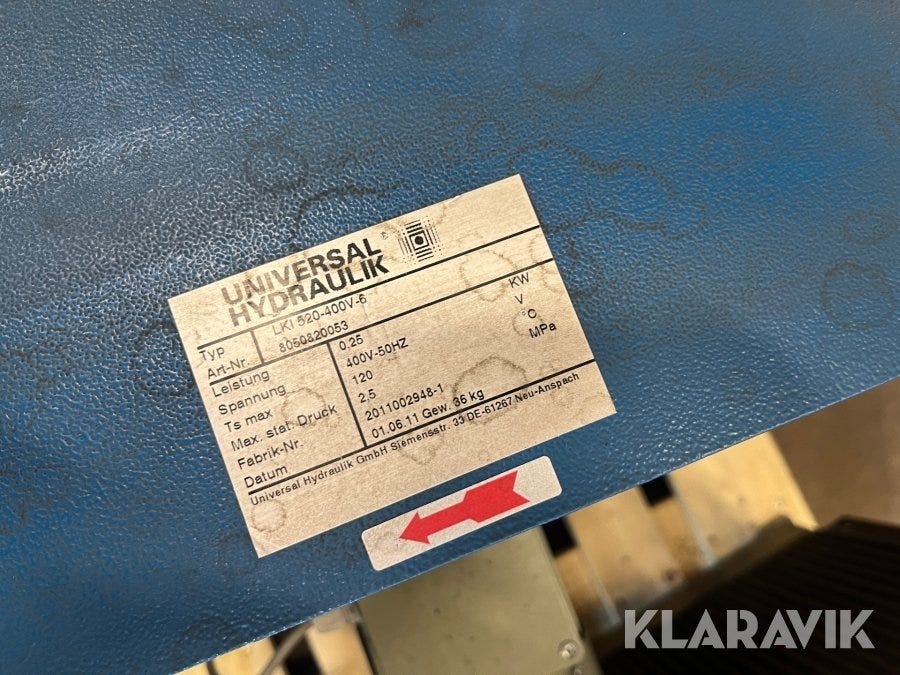 UNIVERSAL
HYDRAULIK ®
Typ LKI 520-400V-6
Art-Nr. 8050820053
Leistung 0.25 KW
Spannung 400V-50HZ V
Ts max 120 °C
Max. stat. Druck 2,5 MPa
Fabrik-Nr. 2011002948-1
Datum 01.06.11 Gew. 36 kg
Universal Hydraulik GmbH Siemensstr. 33 DE-61267 Neu-Anspach
KLARAVIK